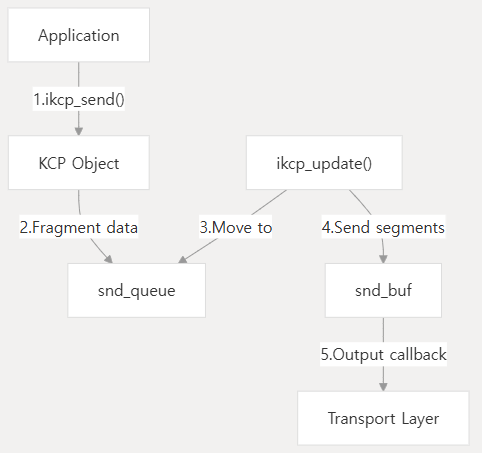 Application
1.ikcp_send()
KCP Object
ikcp_update()
2.Fragment data
3.Move to
4.Send segments
snd_queue
snd_buf
5.Output callback
Transport Layer